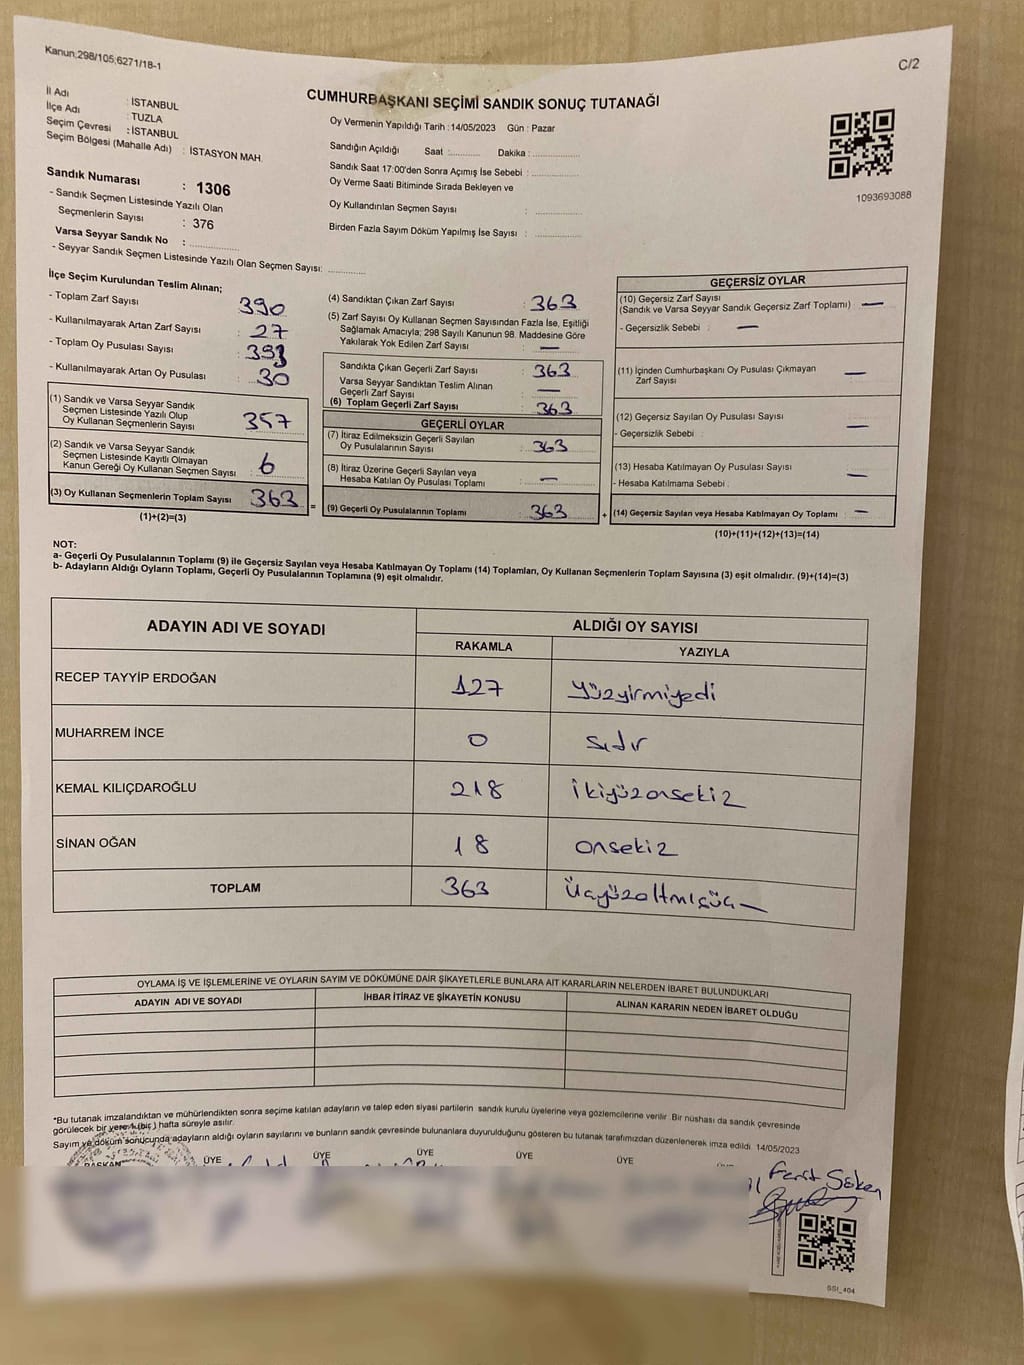 Kanun;298/105;6271/18-1
C/2
CUMHURBAŞKANI SEÇİMİ SANDIK SONUÇ TUTANAĞI
İl Adı : İSTANBUL
İlçe Adı : TUZLA
Seçim Çevresi : İSTANBUL
Seçim Bölgesi (Mahalle Adı) : İSTASYON MAH.
Oy Vermenin Yapıldığı Tarih :14/05/2023 Gün : Pazar
Sandığın Açıldığı Saat :........... Dakika :...................
Sandık Saat 17:00'den Sonra Açımış İse Sebebi :...................
Oy Verme Saati Bitiminde Sırada Bekleyen ve
Oy Kullandırılan Seçmen Sayısı :...................
Birden Fazla Sayım Döküm Yapılmış İse Sayısı :...................
1093693088
Sandık Numarası : 1306
- Sandık Seçmen Listesinde Yazılı Olan
Seçmenlerin Sayısı : 376
Varsa Seyyar Sandık No :...................
- Seyyar Sandık Seçmen Listesinde Yazılı Olan Seçmen Sayısı:...............
İlçe Seçim Kurulundan Teslim Alınan;
- Toplam Zarf Sayısı : 390
- Kullanılmayarak Artan Zarf Sayısı : 27
- Toplam Oy Pusulası Sayısı : 393
- Kullanılmayarak Artan Oy Pusulası : 30
(1) Sandık ve Varsa Seyyar Sandık
Seçmen Listesinde Yazılı Olup
Oy Kullanan Seçmenlerin Sayısı : 357
(2) Sandık ve Varsa Seyyar Sandık
Seçmen Listesinde Kayıtlı Olmayan
Kanun Gereği Oy Kullanan Seçmen Sayısı : 6
(3) Oy Kullanan Seçmenlerin Toplam Sayısı : 363
(1)+(2)=(3)
=
(4) Sandıktan Çıkan Zarf Sayısı : 363
(5) Zarf Sayısı Oy Kullanan Seçmen Sayısından Fazla İse, Eşitliği
Sağlamak Amacıyla; 298 Sayılı Kanunun 98. Maddesine Göre
Yakılarak Yok Edilen Zarf Sayısı : —
Sandıkta Çıkan Geçerli Zarf Sayısı : 363
Varsa Seyyar Sandıktan Teslim Alınan
Geçerli Zarf Sayısı : —
(6) Toplam Geçerli Zarf Sayısı : 363
GEÇERLİ OYLAR
(7) İtiraz Edilmeksizin Geçerli Sayılan
Oy Pusulalarının Sayısı : 363
(8) İtiraz Üzerine Geçerli Sayılan veya
Hesaba Katılan Oy Pusulası Toplamı : —
(9) Geçerli Oy Pusulalarının Toplamı : 363
+
GEÇERSİZ OYLAR
(10) Geçersiz Zarf Sayısı
(Sandık ve Varsa Seyyar Sandık Geçersiz Zarf Toplamı) : —
- Geçersizlik Sebebi : —
(11) İçinden Cumhurbaşkanı Oy Pusulası Çıkmayan
Zarf Sayısı : —
(12) Geçersiz Sayılan Oy Pusulası Sayısı : —
- Geçersizlik Sebebi :
(13) Hesaba Katılmayan Oy Pusulası Sayısı : —
- Hesaba Katılmama Sebebi :
(14) Geçersiz Sayılan veya Hesaba Katılmayan Oy Toplamı : —
(10)+(11)+(12)+(13)=(14)
NOT:
a- Geçerli Oy Pusulalarının Toplamı (9) ile Geçersiz Sayılan veya Hesaba Katılmayan Oy Toplamı (14) Toplamları, Oy Kullanan Seçmenlerin Toplam Sayısına (3) eşit olmalıdır. (9)+(14)=(3)
b- Adayların Aldığı Oyların Toplamı, Geçerli Oy Pusulalarının Toplamına (9) eşit olmalıdır.
ADAYIN ADI VE SOYADI ALDIĞI OY SAYISI
RAKAMLA YAZIYLA
RECEP TAYYİP ERDOĞAN 127 yüzyirmiyedi
MUHARREM İNCE 0 sıfır
KEMAL KILIÇDAROĞLU 218 ikiyüzonsekiz
SİNAN OĞAN 18 onsekiz
TOPLAM 363 Üçyüzaltmışüç
OYLAMA İŞ VE İŞLEMLERİNE VE OYLARIN SAYIM VE DÖKÜMÜNE DAİR ŞİKAYETLERLE BUNLARA AİT KARARLARIN NELERDEN İBARET BULUNDUKLARI
ADAYIN ADI VE SOYADI İHBAR İTİRAZ VE ŞİKAYETİN KONUSU ALINAN KARARIN NEDEN İBARET OLDUĞU
*Bu tutanak imzalandıktan ve mühürlendikten sonra seçime katılan adayların ve talep eden siyasi partilerin sandık kurulu üyelerine veya gözlemcilerine verilir. Bir nüshası da sandık çevresinde
görülecek bir yere 1 (bir) hafta süreyle asılır.
Sayım ve döküm sonucunda adayların aldığı oyların sayılarını ve bunların sandık çevresinde bulunanlara duyurulduğunu gösteren bu tutanak tarafımızdan düzenlenerek imza edildi. 14/05/2023
BAŞKAN ÜYE ÜYE ÜYE ÜYE ÜYE
Ferit Söken
SSI_404